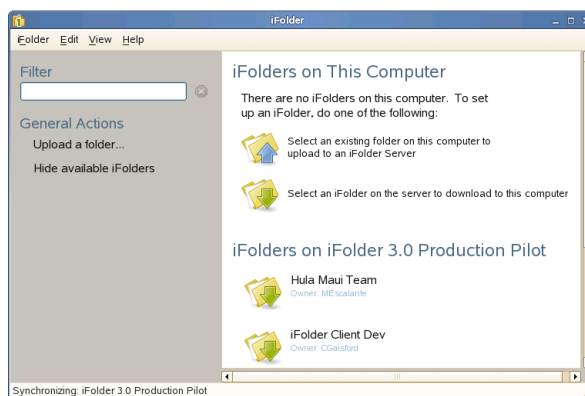 iFolder
iFolder Edit View Help
Filter
General Actions
Upload a folder...
Hide available iFolders
iFolders on This Computer
There are no iFolders on this computer. To set
up an iFolder, do one of the following:
Select an existing folder on this computer to
upload to an iFolder Server
Select an iFolder on the server to download to this computer
iFolders on iFolder 3.0 Production Pilot
Hula Maui Team
Owner: MEscalante
iFolder Client Dev
Owner: CGaisford
Synchronizing: iFolder 3.0 Production Pilot